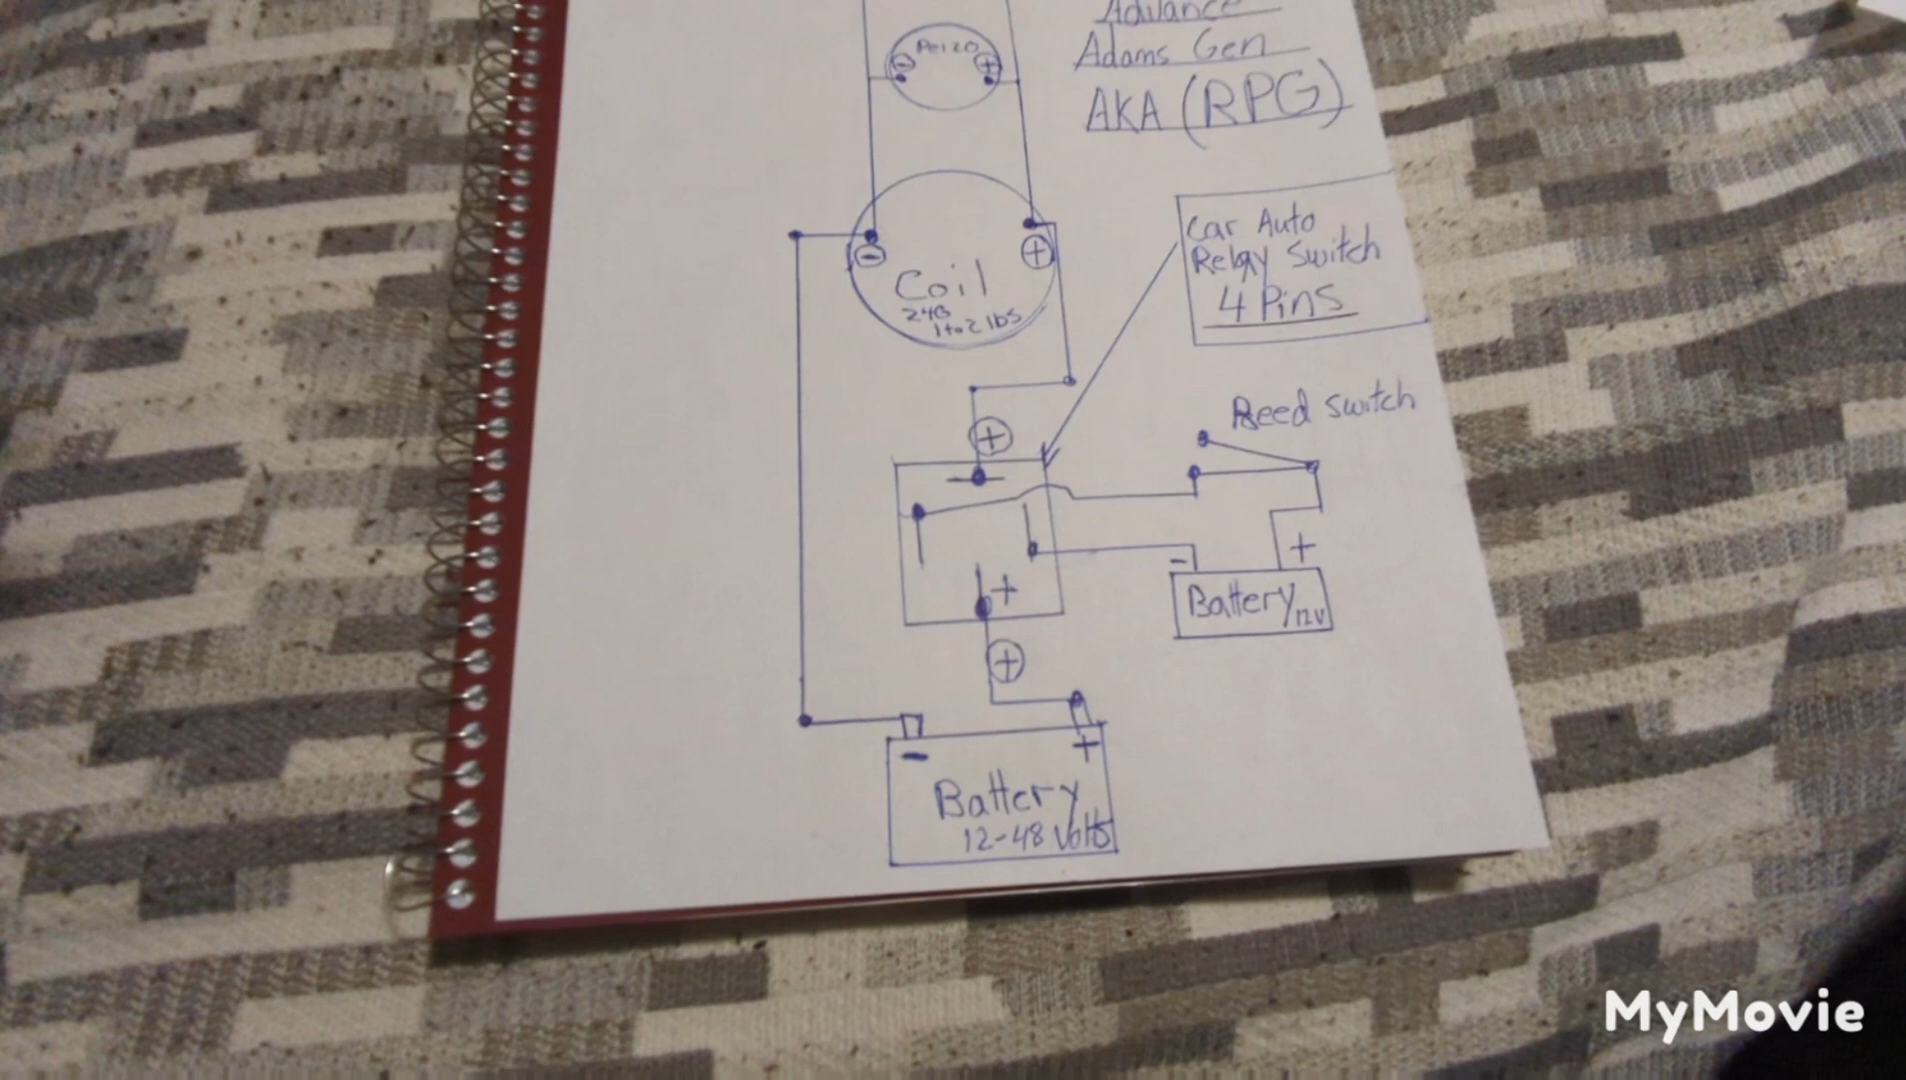 Advance
Adams Gen
AKA (RPG)
Peizo
- +
- +
Coil
24G
1 to 2 lbs
Car Auto
Relay Switch
4 Pins
Reed Switch
+
+
+
- +
Battery 12V
- +
Battery
12-48 Volts
MyMovie